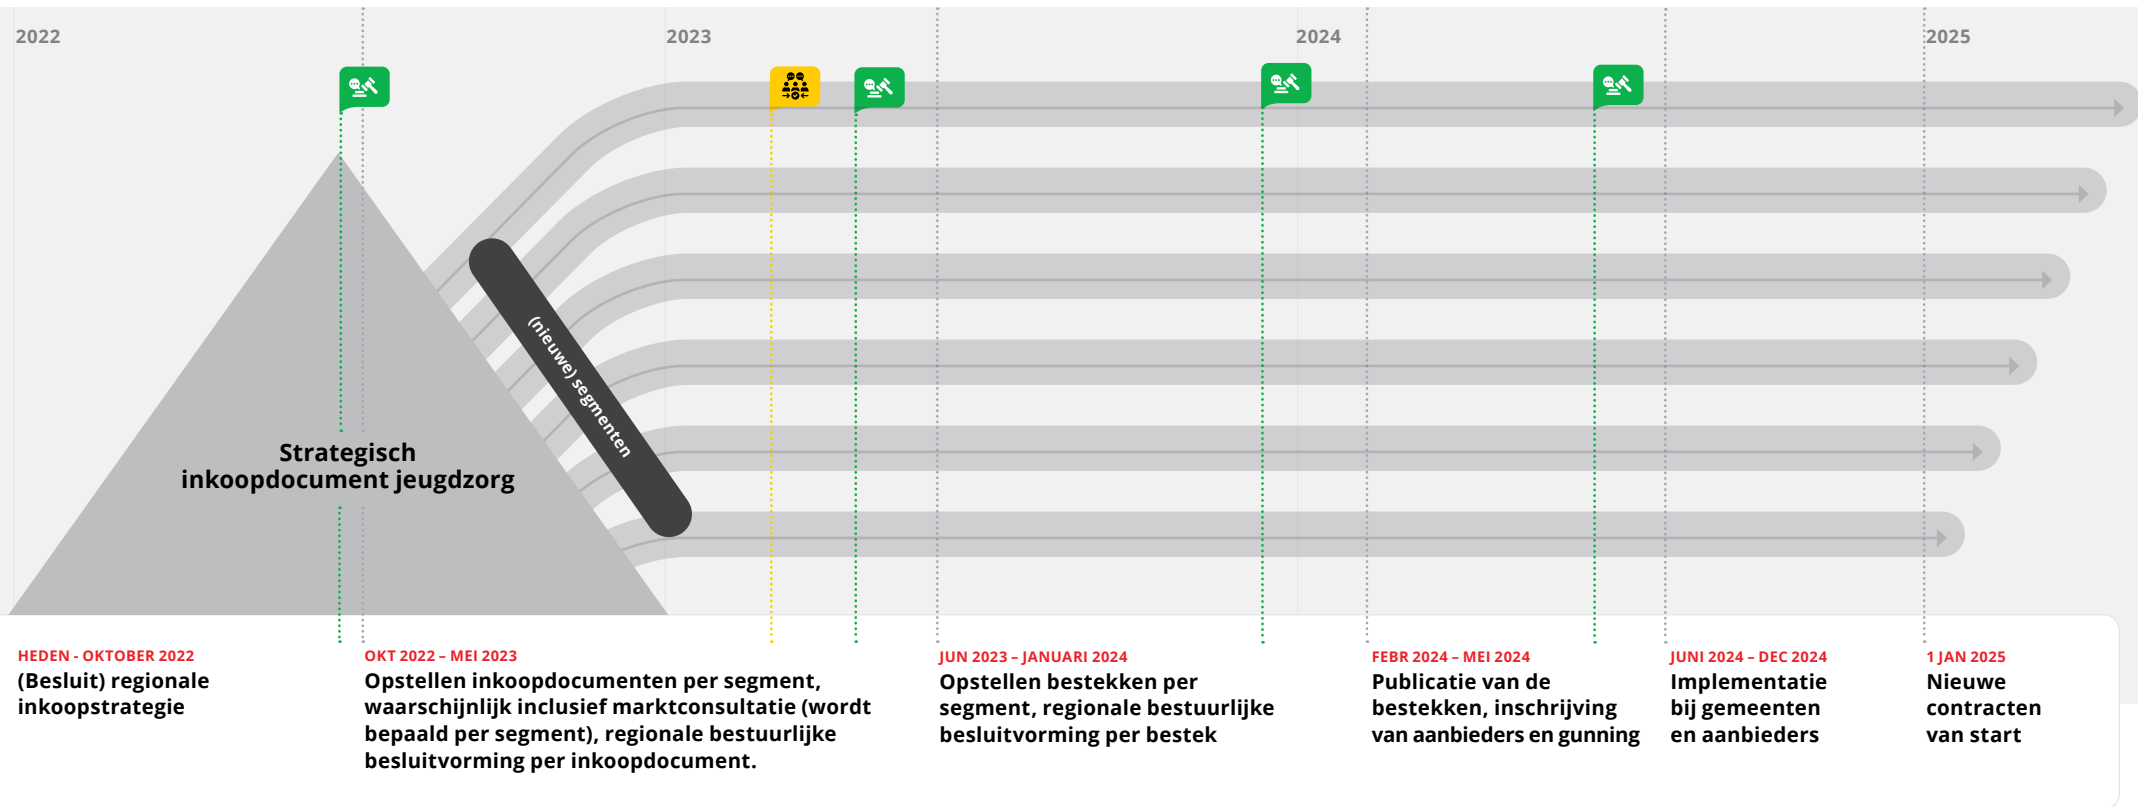 2022
2023
2024
2025
(nieuwe) segmenten
Strategisch
inkoopdocument jeugdzorg
HEDEN - OKTOBER 2022
(Besluit) regionale
inkoopstrategie
OKT 2022 – MEI 2023
Opstellen inkoopdocumenten per segment,
waarschijnlijk inclusief marktconsultatie (wordt
bepaald per segment), regionale bestuurlijke
besluitvorming per inkoopdocument.
JUN 2023 – JANUARI 2024
Opstellen bestekken per
segment, regionale bestuurlijke
besluitvorming per bestek
FEBR 2024 – MEI 2024
Publicatie van de
bestekken, inschrijving
van aanbieders en gunning
JUNI 2024 – DEC 2024
Implementatie
bij gemeenten
en aanbieders
1 JAN 2025
Nieuwe
contracten
van start